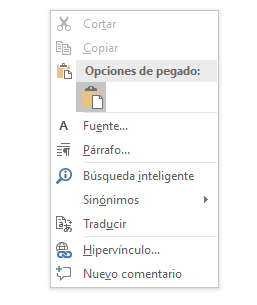 Cortar
Copiar
Opciones de pegado:
A Fuente...
Párrafo...
Búsqueda inteligente
Sinónimos
Traducir
Hipervínculo...
Nuevo comentario